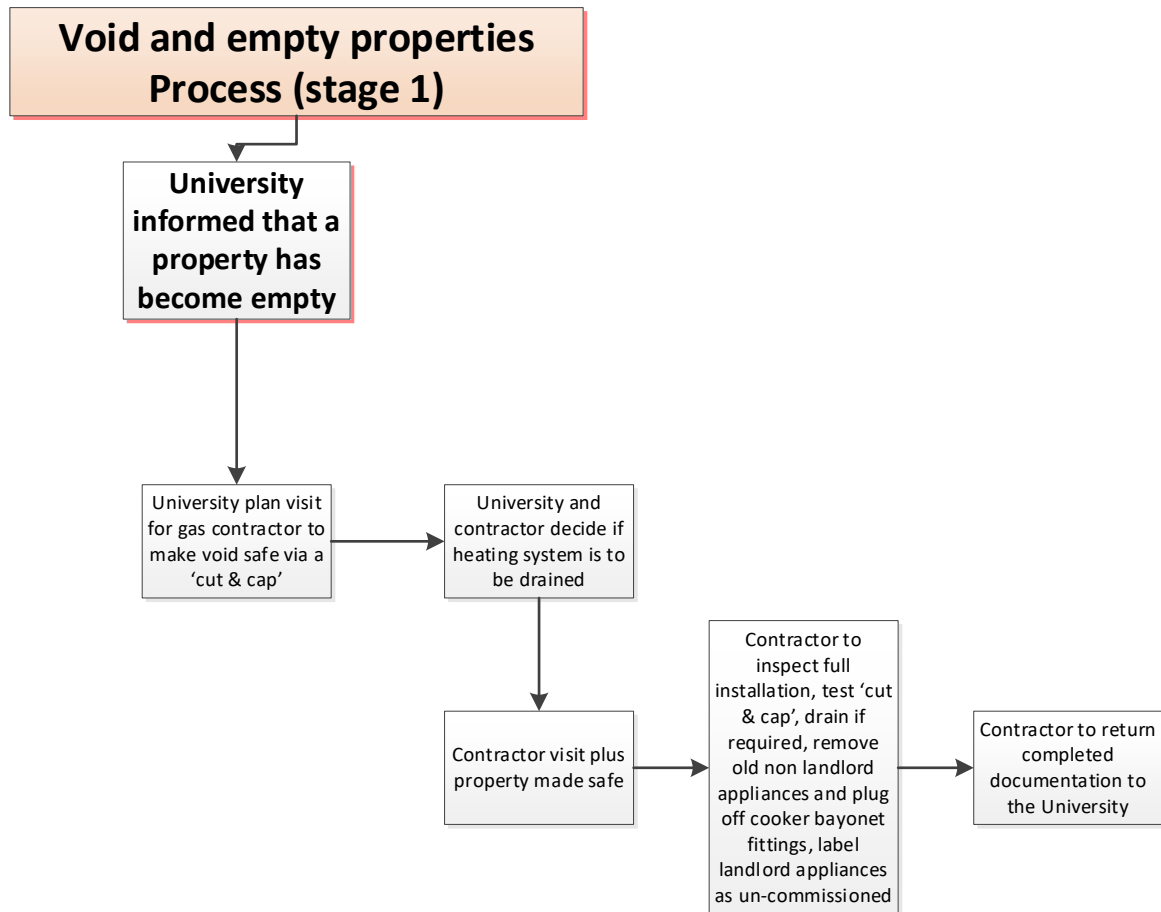 Void and empty properties
Process (stage 1)
University
informed that a
property has
become empty
University plan visit
for gas contractor to
make void safe via a
‘cut & cap’
University and
contractor decide if
heating system is to
be drained
Contractor visit plus
property made safe
Contractor to
inspect full
installation, test ‘cut
& cap’, drain if
required, remove
old non landlord
appliances and plug
off cooker bayonet
fittings, label
landlord appliances
as un-commissioned
Contractor to return
completed
documentation to
the University